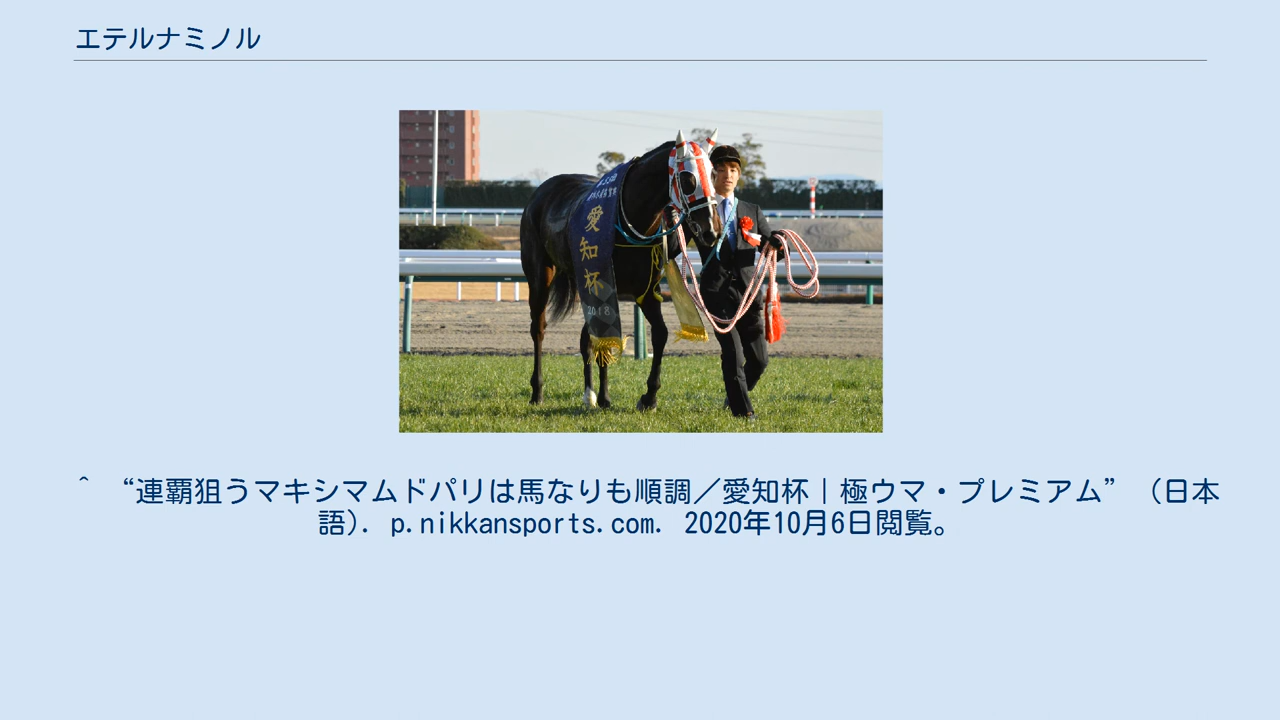 エテルナミノル
愛知杯
2018
^ “連覇狙うマキシマムドパリは馬なりも順調／愛知杯｜極ウマ・プレミアム” (日本
語). p.nikkansports.com. 2020年10月6日閲覧。